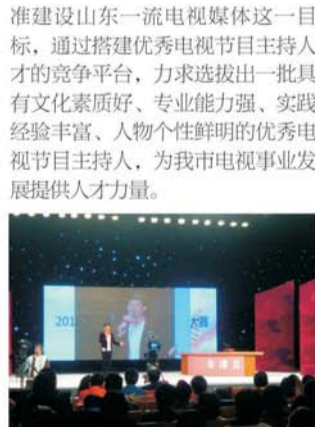 准建设山东一流电视媒体这一目
标，通过搭建优秀电视节目主持人
才的竞争平台，力求选拔出一批具
有文化素质好、专业能力强、实践
经验丰富、人物个性鲜明的优秀电
视节目主持人，为我市电视事业发
展提供人才力量。
201
大赛